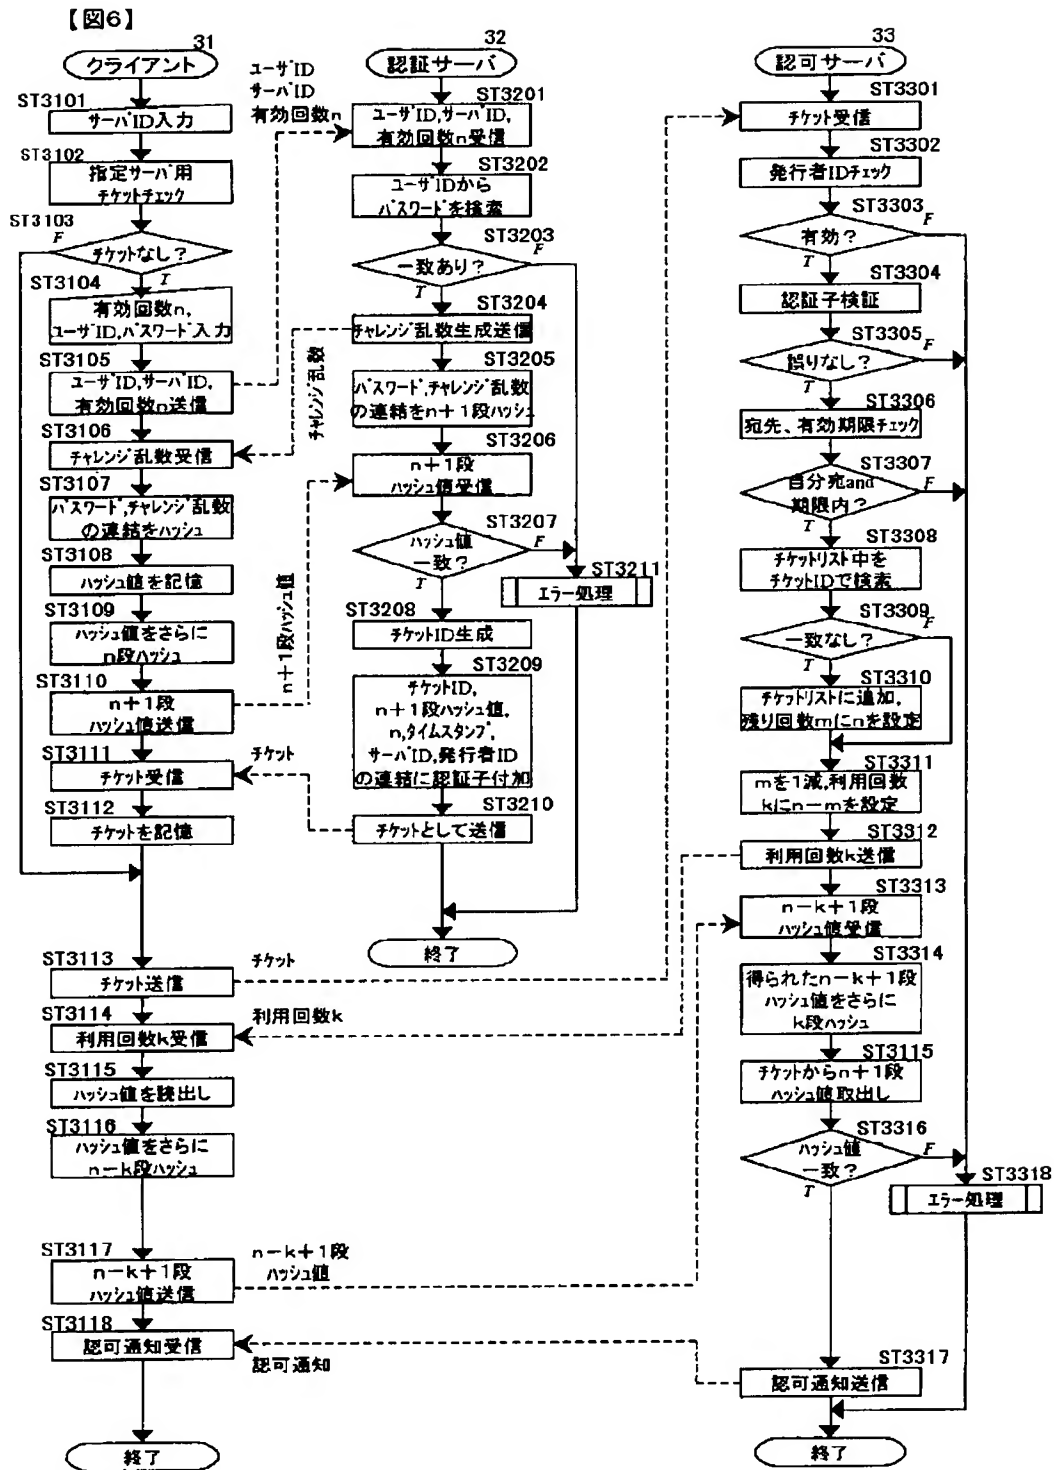 【図6】
31
クライアント
ST3101
サーバID入力
ST3102
指定サーバ用
チケットチェック
ST3103
F
チケットなし?
T
ST3104
有効回数n,
ユーザID,パスワード入力
ST3105
ユーザID,サーバID,
有効回数n送信
ST3106
チャレンジ乱数受信
ST3107
パスワード,チャレンジ乱数
の連結をハッシュ
ST3108
ハッシュ値を記憶
ST3109
ハッシュ値をさらに
n段ハッシュ
ST3110
n+1段
ハッシュ値送信
ST3111
チケット受信
ST3112
チケットを記憶
ST3113
チケット送信
ST3114
利用回数k受信
ST3115
ハッシュ値を読出し
ST3116
ハッシュ値をさらに
n-k段ハッシュ
ST3117
n-k+1段
ハッシュ値送信
ST3118
認可通知受信
終了
ユーザID
サーバID
有効回数n
チャレンジ乱数
n+1段ハッシュ値
チケット
チケット
利用回数k
n-k+1段
ハッシュ値
認可通知
32
認証サーバ
ST3201
ユーザID,サーバID,
有効回数n受信
ST3202
ユーザIDから
パスワードを検索
ST3203
F
一致あり?
T
ST3204
チャレンジ乱数生成送信
ST3205
パスワード,チャレンジ乱数
の連結をn+1段ハッシュ
ST3206
n+1段
ハッシュ値受信
ST3207
ハッシュ値
一致?
F
T
ST3211
エラー処理
ST3208
チケットID生成
ST3209
チケットID,
n+1段ハッシュ値,
n,タイムスタンプ,
サーバID,発行者ID
の連結に認証子付加
ST3210
チケットとして送信
終了
33
認可サーバ
ST3301
チケット受信
ST3302
発行者IDチェック
ST3303
有効?
F
T
ST3304
認証子検証
ST3305
誤りなし?
F
T
ST3306
宛先、有効期限チェック
ST3307
自分宛and
期限内?
F
T
ST3308
チケットリスト中を
チケットIDで検索
ST3309
一致なし?
F
T
ST3310
チケットリストに追加,
残り回数mにnを設定
ST3311
mを1減,利用回数
kにn-mを設定
ST3312
利用回数k送信
ST3313
n-k+1段
ハッシュ値受信
ST3314
得られたn-k+1段
ハッシュ値をさらに
k段ハッシュ
ST3115
チケットからn+1段
ハッシュ値取出し
ST3316
ハッシュ値
一致?
F
T
ST3318
エラー処理
ST3317
認可通知送信
終了